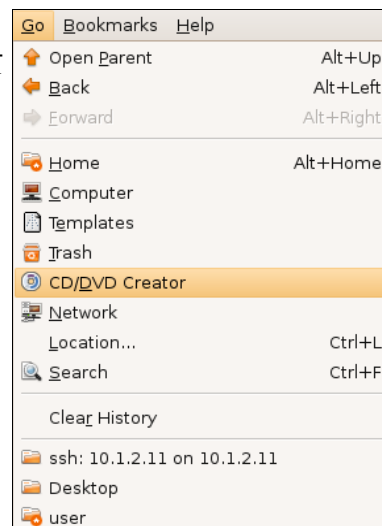 Go Bookmarks Help
Open Parent Alt+Up
Back Alt+Left
Forward Alt+Right
Home Alt+Home
Computer
Templates
Trash
CD/DVD Creator
Network
Location... Ctrl+L
Search Ctrl+F
Clear History
ssh: 10.1.2.11 on 10.1.2.11
Desktop
user